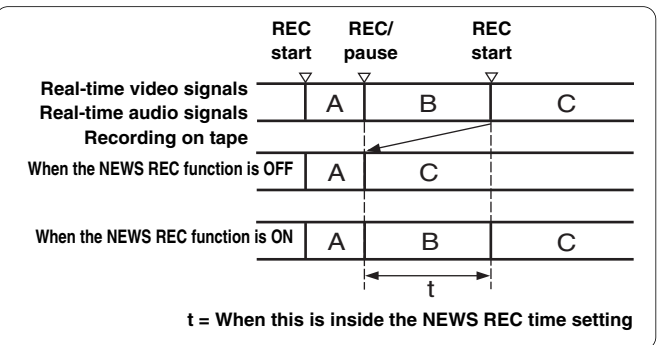 REC start
REC/ pause
REC start
Real-time video signals
Real-time audio signals
A B C
Recording on tape
When the NEWS REC function is OFF
A C
When the NEWS REC function is ON
A B C
t
t = When this is inside the NEWS REC time setting